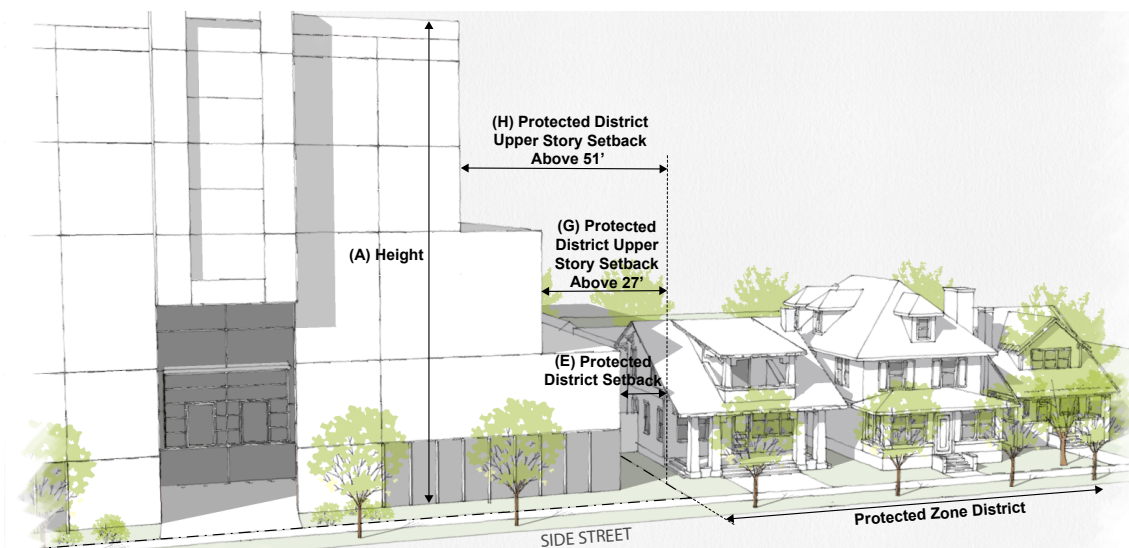 (H) Protected District
Upper Story Setback
Above 51’
(G) Protected
District Upper
Story Setback
Above 27’
(A) Height
(E) Protected
District Setback
Protected Zone District
SIDE STREET